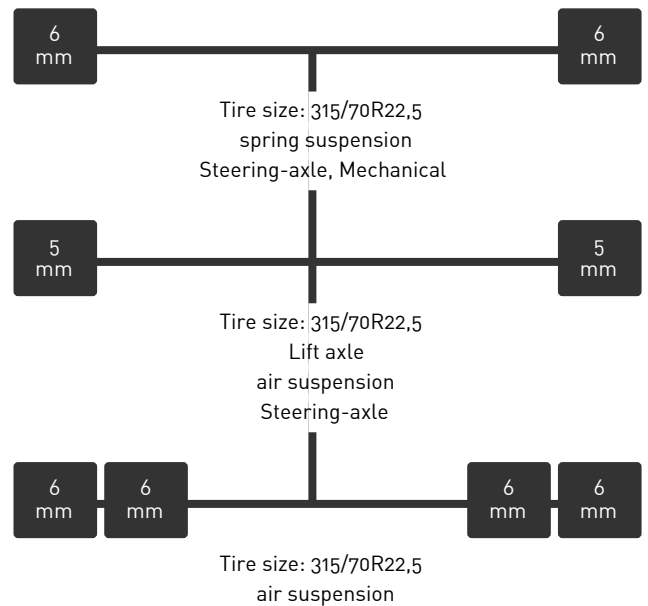 6 6
mm mm
Tire size: 315/70R22,5
spring suspension
Steering-axle, Mechanical
5 5
mm mm
Tire size: 315/70R22,5
Lift axle
air suspension
Steering-axle
6 6 6 6
mm mm mm mm
Tire size: 315/70R22,5
air suspension